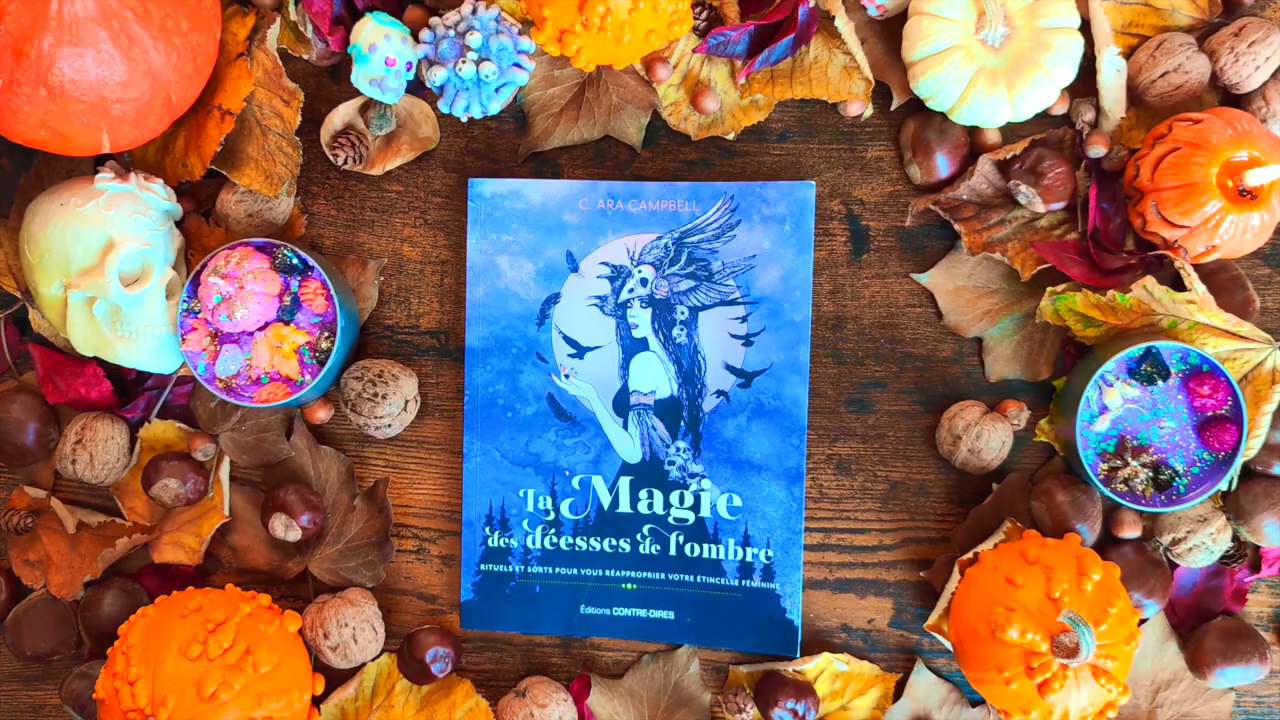 C. ARA CAMPBELL
La Magie
des déesses de l'ombre
RITUELS ET SORTS POUR VOUS RÉAPPROPRIER VOTRE ÉTINCELLE FÉMININE
Éditions CONTRE-DIRES